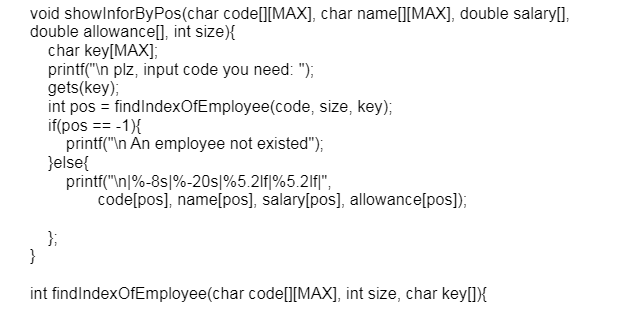 void showInforByPos(char code[][MAX], char name[][MAX], double salary[],
double allowance[], int size){
char key[MAX];
printf("\n plz, input code you need: ");
gets(key);
int pos = findIndexOfEmployee(code, size, key);
if(pos == -1){
printf("\n An employee not existed");
}else{
printf("\n|%-8s|%-20s|%5.2lf|%5.2lf|",
code[pos], name[pos], salary[pos], allowance[pos]);
};
}
int findIndexOfEmployee(char code[][MAX], int size, char key[]){